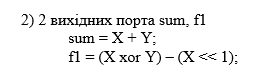 2) 2 вихідних порта sum, f1
sum = X + Y;
f1 = (X xor Y) – (X << 1);